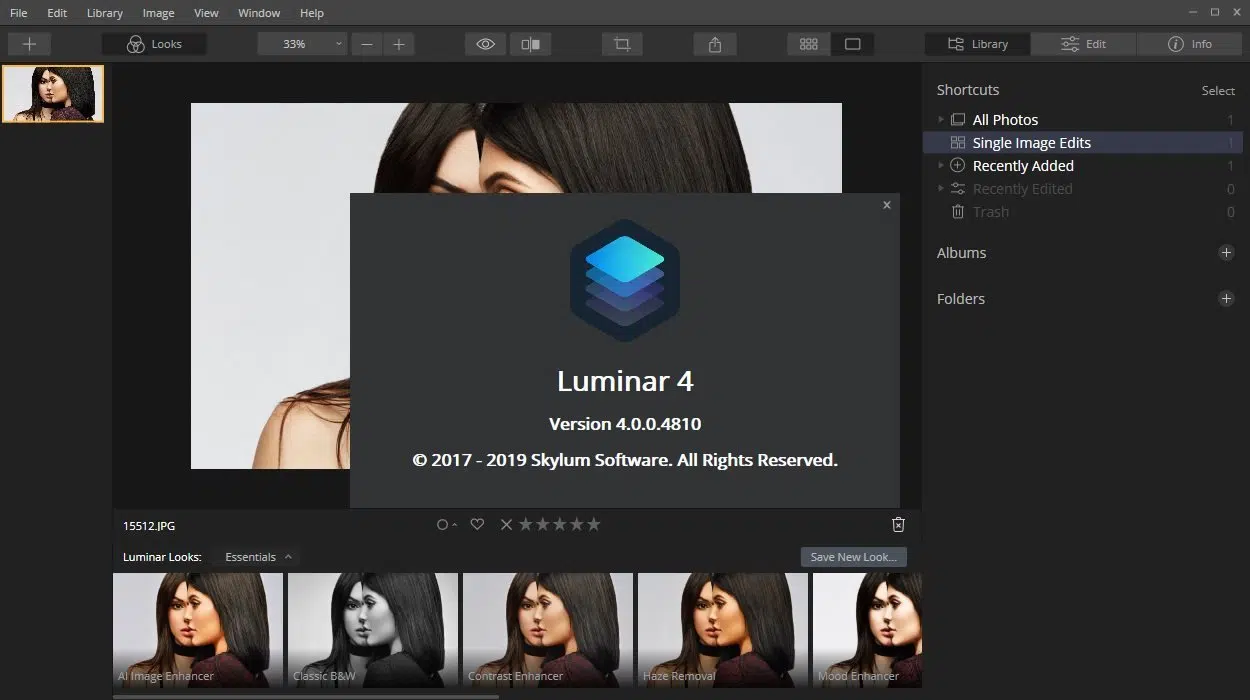 File Edit Library Image View Window Help
Looks 33% Library Edit Info
Shortcuts Select
All Photos 1
Single Image Edits 1
Recently Added 1
Recently Edited 0
Trash 0
Albums
Folders
Luminar 4
Version 4.0.0.4810
© 2017 - 2019 Skylum Software. All Rights Reserved.
15512.JPG
Luminar Looks: Essentials Save New Look...
AI Image Enhancer Classic B&W Contrast Enhancer Haze Removal Mood Enhancer